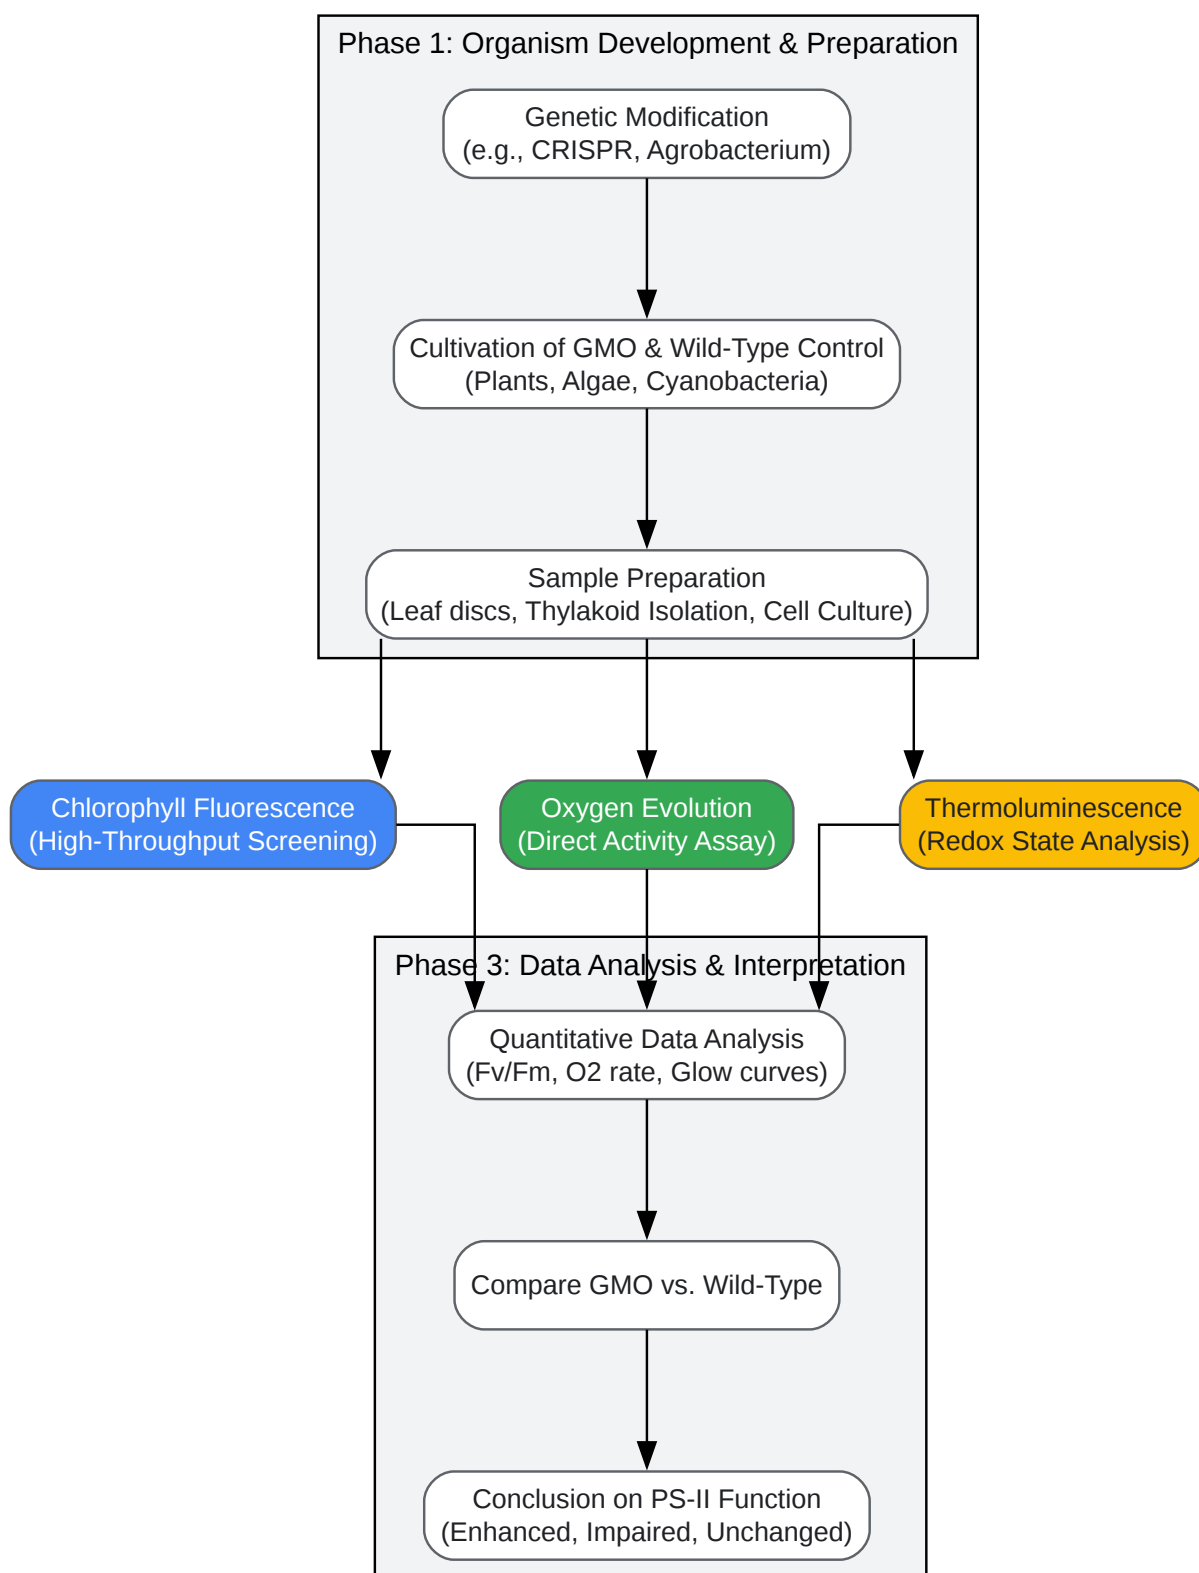 Phase 1: Organism Development & Preparation
Genetic Modification
(e.g., CRISPR, Agrobacterium)
Cultivation of GMO & Wild-Type Control
(Plants, Algae, Cyanobacteria)
Sample Preparation
(Leaf discs, Thylakoid Isolation, Cell Culture)
Chlorophyll Fluorescence
(High-Throughput Screening)
Oxygen Evolution
(Direct Activity Assay)
Thermoluminescence
(Redox State Analysis)
Phase 3: Data Analysis & Interpretation
Quantitative Data Analysis
(Fv/Fm, O2 rate, Glow curves)
Compare GMO vs. Wild-Type
Conclusion on PS-II Function
(Enhanced, Impaired, Unchanged)